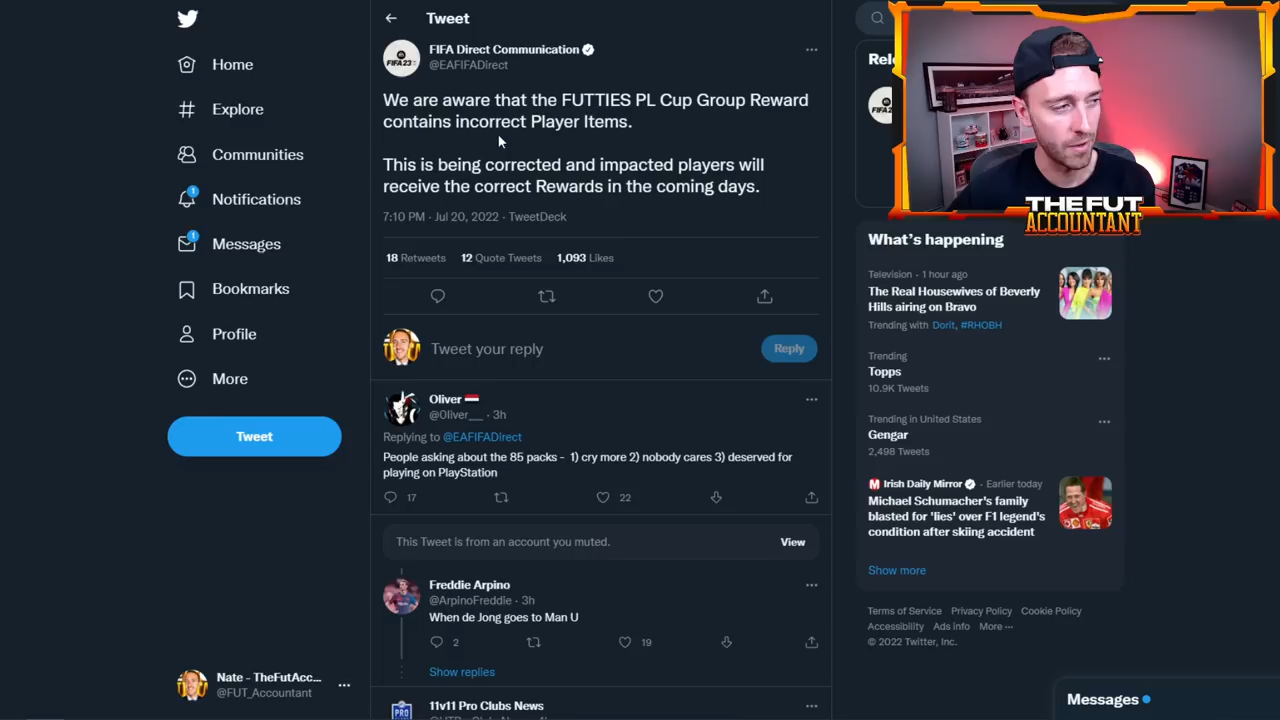 Home
Explore
Communities
1
Notifications
1
Messages
Bookmarks
Profile
More
Tweet
Nate - TheFutAcc...
@FUT_Accountant
Tweet
FIFA 23
FIFA Direct Communication
@EAFIFADirect
We are aware that the FUTTIES PL Cup Group Reward
contains incorrect Player Items.
This is being corrected and impacted players will
receive the correct Rewards in the coming days.
7:10 PM · Jul 20, 2022 · TweetDeck
18 Retweets 12 Quote Tweets 1,093 Likes
Tweet your reply
Reply
Oliver
@0liver___ · 3h
Replying to @EAFIFADirect
People asking about the 85 packs - 1) cry more 2) nobody cares 3) deserved for
playing on PlayStation
17 22
This Tweet is from an account you muted.
View
Freddie Arpino
@ArpinoFreddie · 3h
When de Jong goes to Man U
2 19
Show replies
PRO
11v11 Pro Clubs News
Rele
THE FUT
ACCOUNTANT
What's happening
Television · 1 hour ago
The Real Housewives of Beverly
Hills airing on Bravo
Trending with Dorit, #RHOBH
Trending
Topps
10.9K Tweets
Trending in United States
Gengar
2,498 Tweets
Irish Daily Mirror · Earlier today
Michael Schumacher's family
blasted for 'lies' over F1 legend's
condition after skiing accident
Show more
Terms of Service Privacy Policy Cookie Policy
Accessibility Ads info More ···
© 2022 Twitter, Inc.
Messages